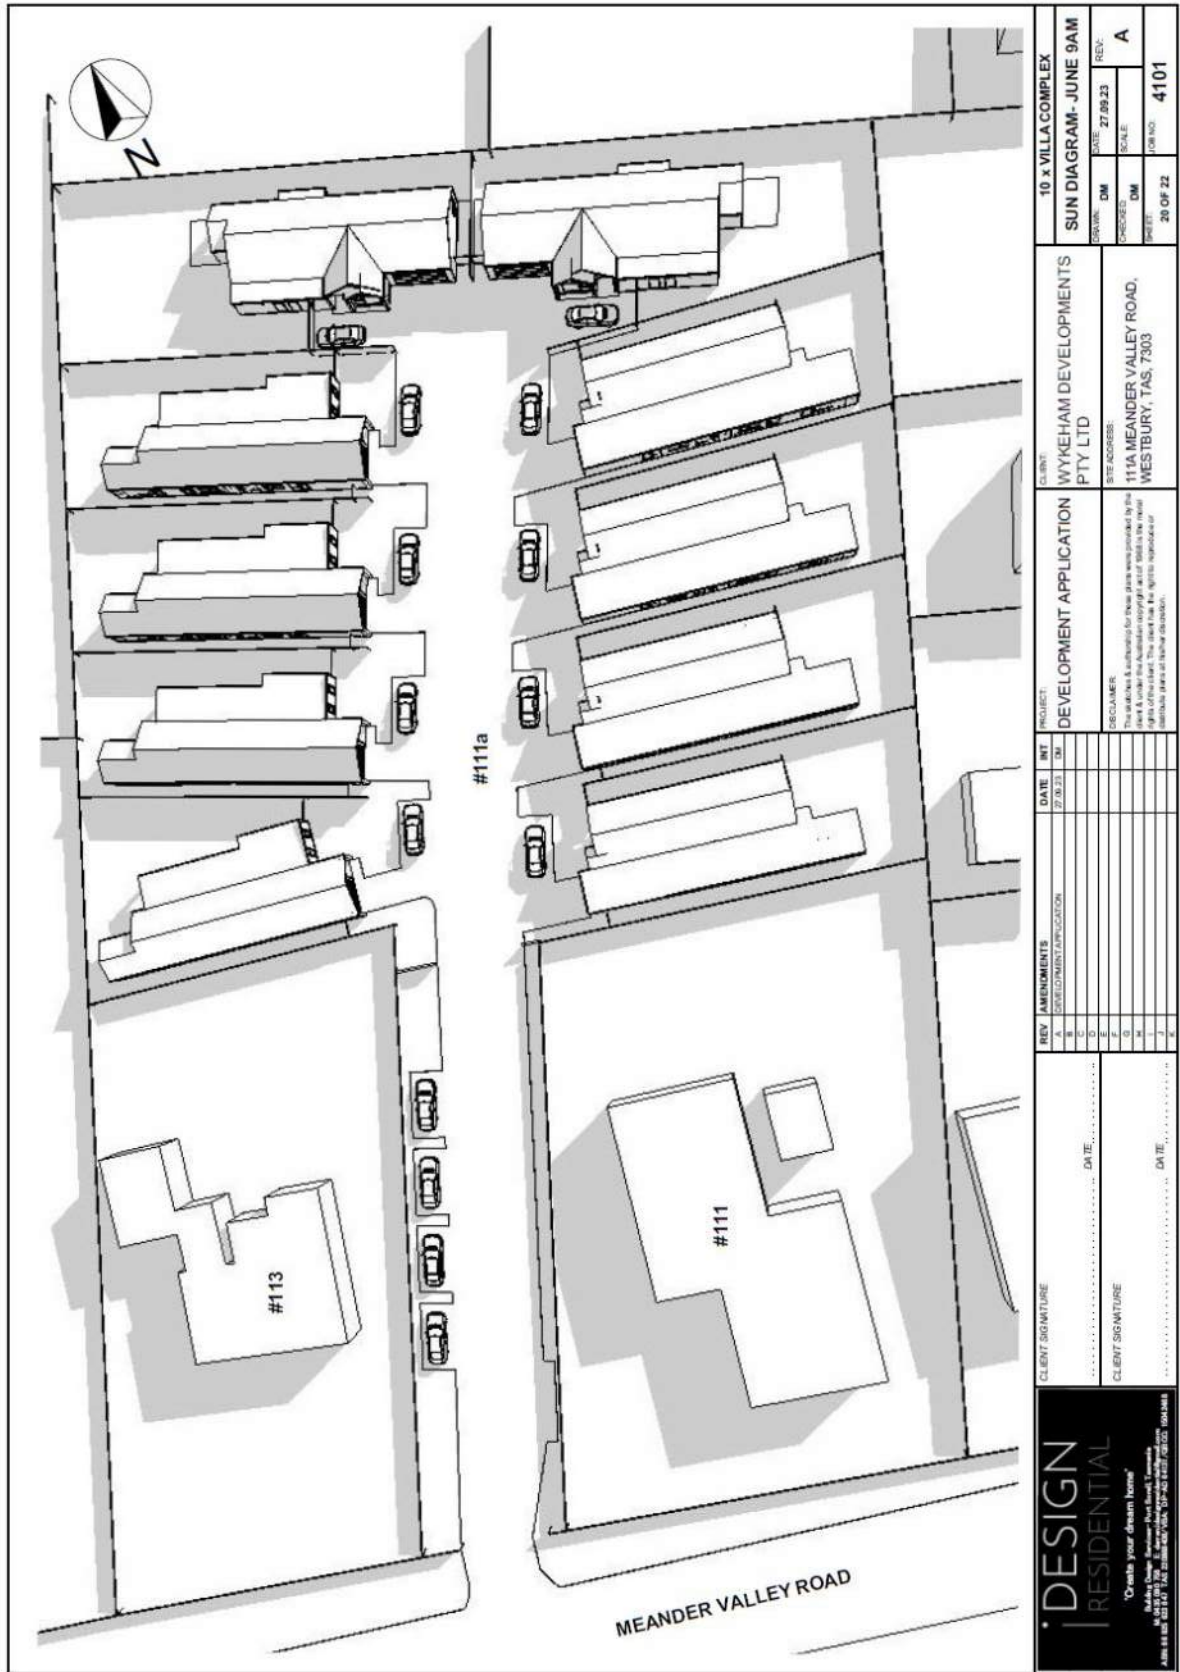 N
#111a
#113
#111
MEANDER VALLEY ROAD
iDESIGN
RESIDENTIAL
'Create your dream home'
CLIENT SIGNATURE
DATE
CLIENT SIGNATURE
DATE
REV AMENDMENTS DATE INT
A DEVELOPMENT APPLICATION 27.09.23 DM
B
C
D
E
F
G
H
I
J
K
PROJECT:
DEVELOPMENT APPLICATION
DISCLAIMER:
CLIENT:
WYKEHAM DEVELOPMENTS
PTY LTD
SITE ADDRESS:
111A MEANDER VALLEY ROAD,
WESTBURY, TAS, 7303
10 x VILLA COMPLEX
SUN DIAGRAM- JUNE 9AM
DRAWN: DM DATE: 27.09.23 REV: A
CHECKED: DM SCALE:
SHEET: 20 OF 22 JOB NO: 4101